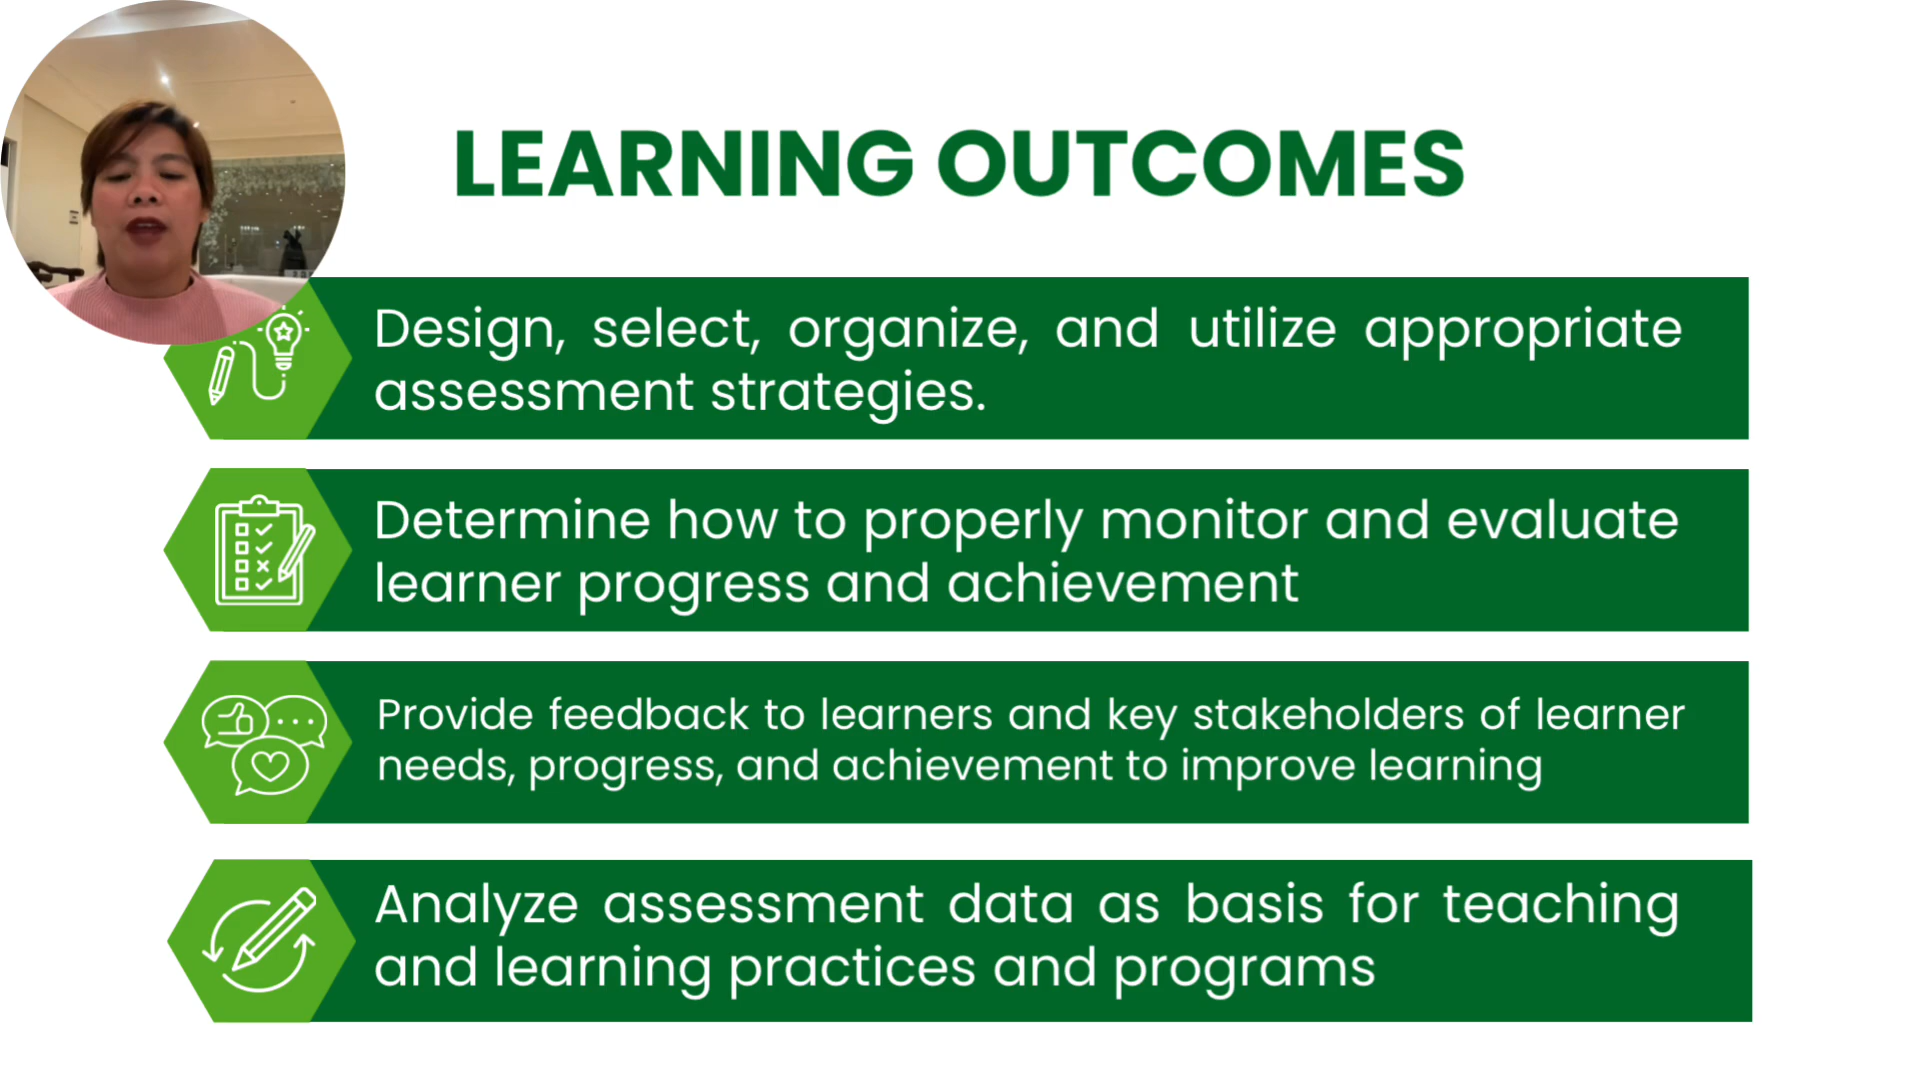 LEARNING OUTCOMES
Design, select, organize, and utilize appropriate
assessment strategies.
Determine how to properly monitor and evaluate
learner progress and achievement
Provide feedback to learners and key stakeholders of learner
needs, progress, and achievement to improve learning
Analyze assessment data as basis for teaching
and learning practices and programs